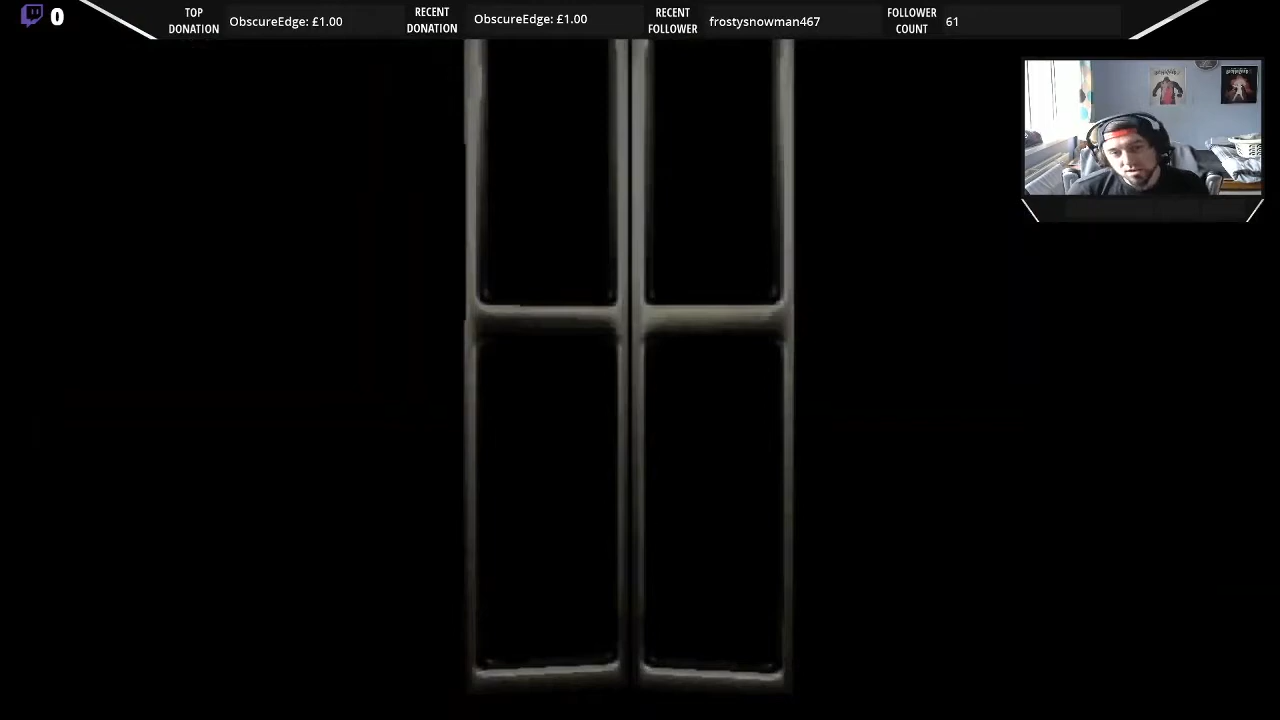 0
TOP
DONATION
ObscureEdge: £1.00
RECENT
DONATION
ObscureEdge: £1.00
RECENT
FOLLOWER
frostysnowman467
FOLLOWER
COUNT
61